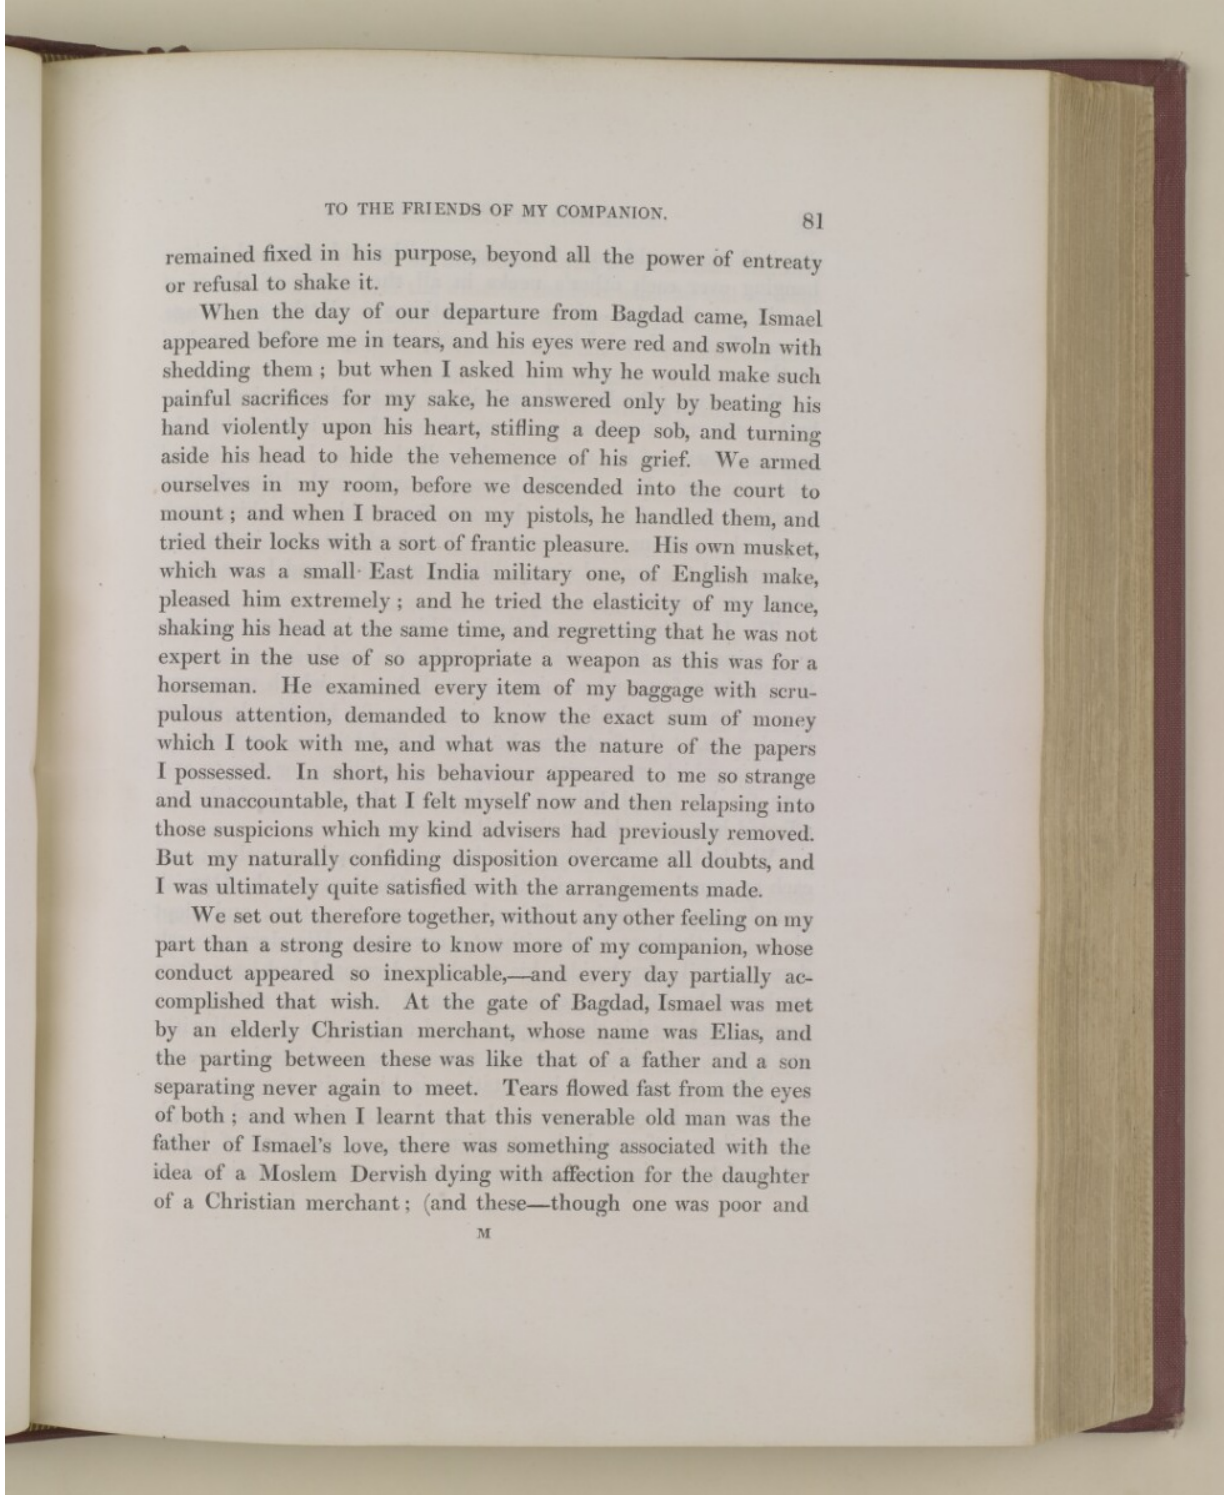 TO THE FRIENDS OF MY COMPANION.
81
remained fixed in his purpose, beyond all the power of entreaty
or refusal to shake it.
When the day of our departure from Bagdad came, Ismael
appeared before me in tears, and his eyes were red and swoln with
shedding them ; but when I asked him why he would make such
painful sacrifices for my sake, he answered only by beating his
hand violently upon his heart, stifling a deep sob, and turning
aside his head to hide the vehemence of his grief. We armed
ourselves in my room, before we descended into the court to
mount ; and when I braced on my pistols, he handled them, and
tried their locks with a sort of frantic pleasure. His own musket,
which was a small East India military one, of English make,
pleased him extremely ; and he tried the elasticity of my lance,
shaking his head at the same time, and regretting that he was not
expert in the use of so appropriate a weapon as this was for a
horseman. He examined every item of my baggage with scru-
pulous attention, demanded to know the exact sum of money
which I took with me, and what was the nature of the papers
I possessed. In short, his behaviour appeared to me so strange
and unaccountable, that I felt myself now and then relapsing into
those suspicions which my kind advisers had previously removed.
But my naturally confiding disposition overcame all doubts, and
I was ultimately quite satisfied with the arrangements made.
We set out therefore together, without any other feeling on my
part than a strong desire to know more of my companion, whose
conduct appeared so inexplicable,—and every day partially ac-
complished that wish. At the gate of Bagdad, Ismael was met
by an elderly Christian merchant, whose name was Elias, and
the parting between these was like that of a father and a son
separating never again to meet. Tears flowed fast from the eyes
of both ; and when I learnt that this venerable old man was the
father of Ismael's love, there was something associated with the
idea of a Moslem Dervish dying with affection for the daughter
of a Christian merchant ; (and these—though one was poor and
M